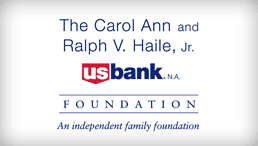 The Carol Ann and
Ralph V. Haile, Jr.
usbank. N.A.
FOUNDATION
An independent family foundation